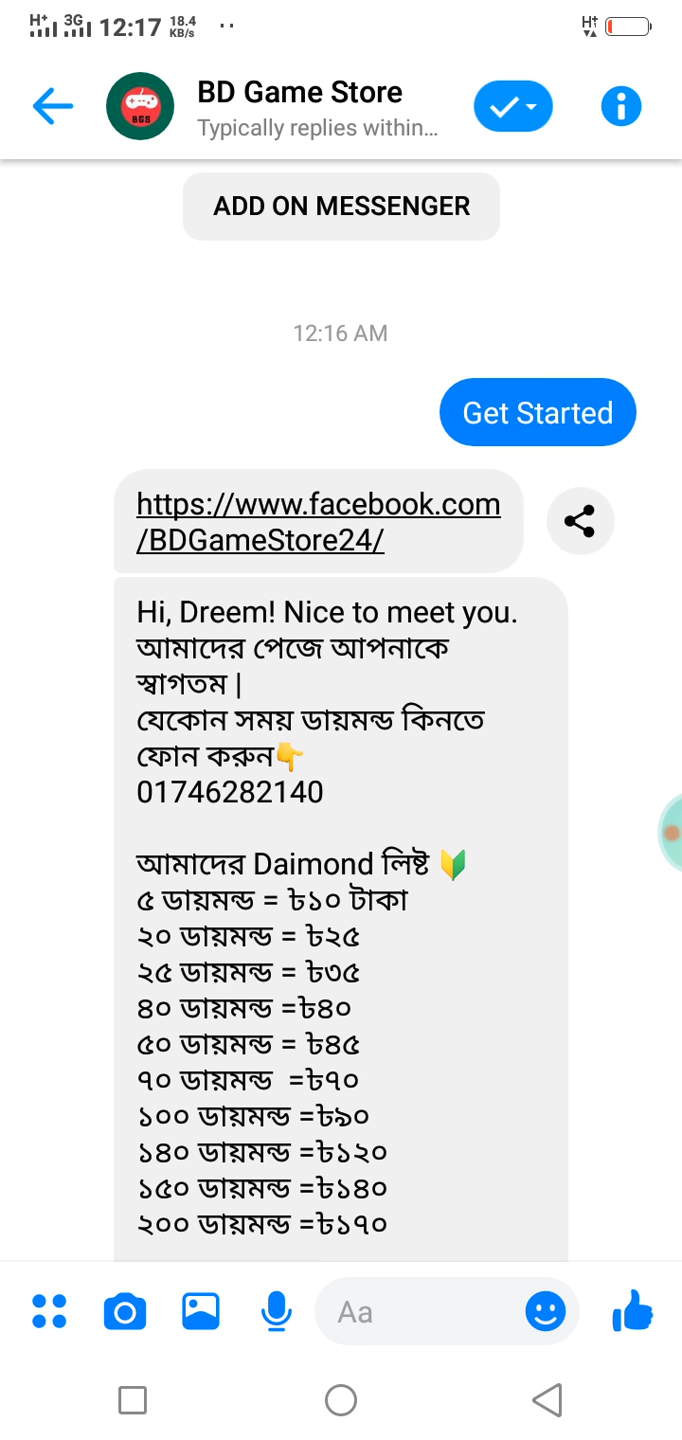 H+ 3G 12:17 18.4 KB/s ··
BD Game Store
BGS
Typically replies within...
ADD ON MESSENGER
12:16 AM
Get Started
https://www.facebook.com
/BDGameStore24/
Hi, Dreem! Nice to meet you.
আমাদের পেজে আপনাকে
স্বাগতম |
যেকোন সময় ডায়মন্ড কিনতে
ফোন করুন👇
01746282140
আমাদের Daimond লিষ্ট 🔰
৫ ডায়মন্ড = ৳১০ টাকা
২০ ডায়মন্ড = ৳২৫
২৫ ডায়মন্ড = ৳৩৫
৪০ ডায়মন্ড =৳৪০
৫০ ডায়মন্ড = ৳৪৫
৭০ ডায়মন্ড  =৳৭০
১০০ ডায়মন্ড =৳৯০
১৪০ ডায়মন্ড =৳১২০
১৫০ ডায়মন্ড =৳১৪০
২০০ ডায়মন্ড =৳১৭০
Aa